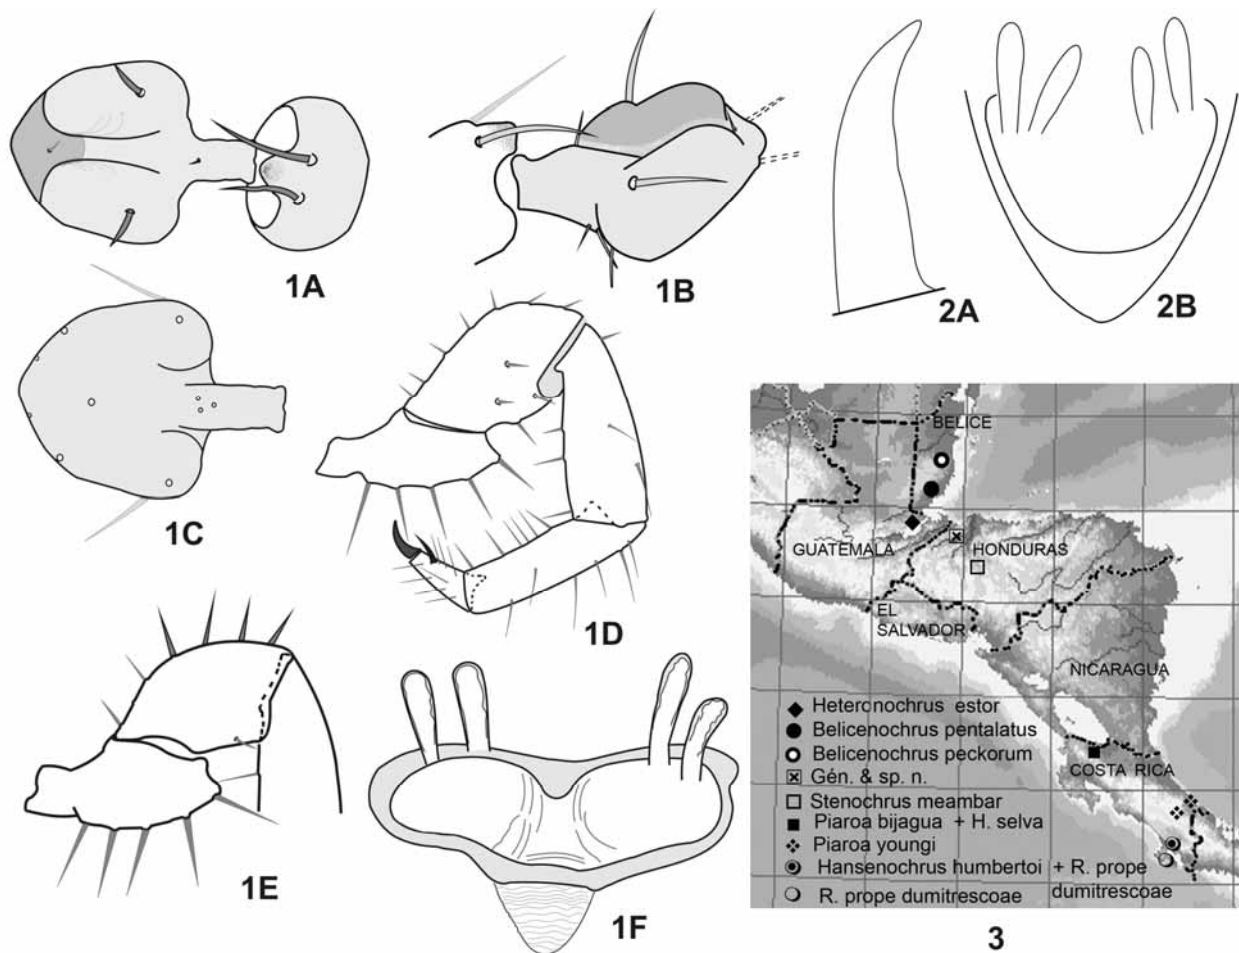 1A
1B
2A
2B
1C
1D
1E
1F
BELICE
GUATEMALA
HONDURAS
EL
SALVADOR
NICARAGUA
COSTA RICA
Heteronochrus estor
Belicenochrus pentalatus
Belicenochrus peckorum
Gén. & sp. n.
Stenochrus meambar
Piaroa bijagua + H. selva
Piaroa youngi
Hansenochrus humbertoi + R. prope
dumitrescoae
R. prope dumitrescoae
3